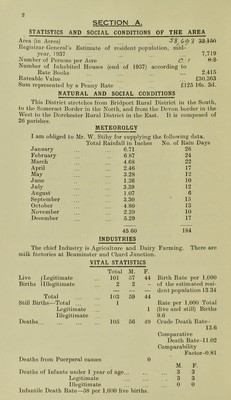 2
SECTION A.
STATISTICS AND SOCIAL CONDITIONS OF THE AREA
Area (in Acres) 38,693 33,150
Registrar-General's Estimate of resident population, mid-
year, 1937 7,719
Number of Persons per Acre 0.2
Number of Inhabited Houses (end of 1937) according to
Rate Books 2,415
Rateable Value £30,363
Sum represented by a Penny Rate £125 16s. 3d.
NATURAL AND SOCIAL CONDITIONS
This District stretches from Bridport Rural District in the South,
to the Somerset Border in the North, and from the Devon border in the
West to the Dorchester Rural District in the East. It is composed of
26 parishes.
METEOROLGY
I am obliged to Mr. W. Stiby for supplying the following data.
Total Rainfall in Inches No. of Rain Days
January 6.71 26
February 6.87 24
March 4.68 22
April 2.46 17
May 3.28 12
June 1.36 10
July 3.39 12
August 1.07 6
September 3.30 15
October 4.80 13
November 2.39 10
December 5.29 17
45.60 184
INDUSTRIES
The chief Industry is Agriculture and Dairy Farming. There are
milk factories at Beaminster and Chard Junction.
VITAL STATISTICS
Total M. F.
Live Legitimate 101 57 44 Birth Rate per 1,000
Births Illegitimate 2 2 - of the estimated resi-
dent population 13.34
Total 103 59 44
Still Births—Total 1 Rate per 1,000 Total
Legitimate 1 (live and still) Births
Illegitimate 9.6
Deaths 105 56 49 Crude Death Rate-
13.6
Comparative
Death Rate-11.02
Comparability
Factor-0.81
Deaths from Puerperal causes 0
M. F.
Deaths of Infants under 1 year of age 3 3
Legitimate 3 3
Illegitimate 0 0
Infantile Death Rate—58 per 1,000 live births.